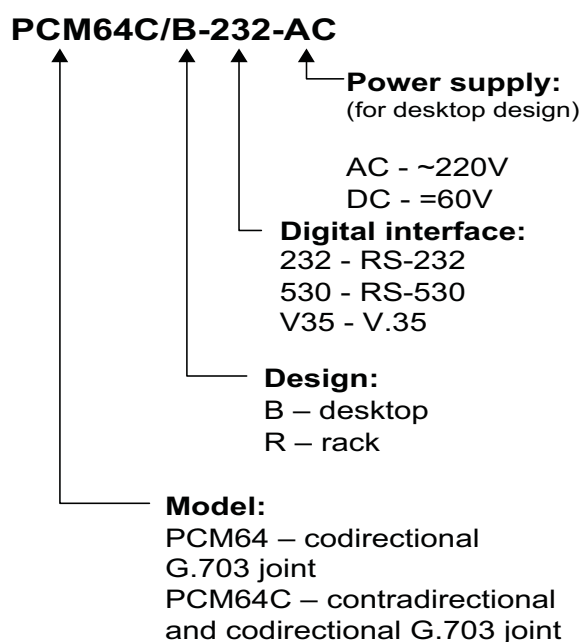 PCM64C/B-232-AC
Power supply:
(for desktop design)
AC - ~220V
DC - =60V
Digital interface:
232 - RS-232
530 - RS-530
V35 - V.35
Design:
B – desktop
R – rack
Model:
PCM64 – codirectional
G.703 joint
PCM64C – contradirectional
and codirectional G.703 joint